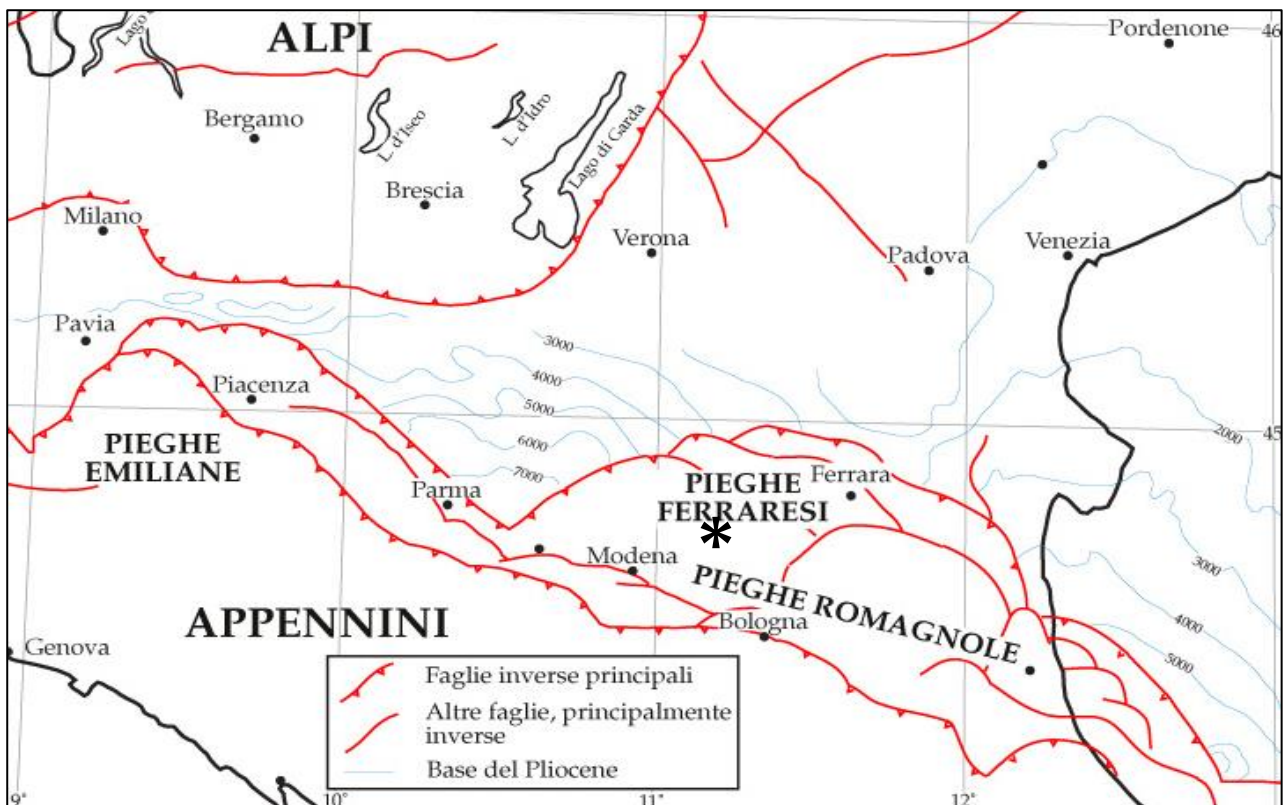 Lago
ALPI
Pordenone
46
Bergamo
L. d'Iseo
L. d'Idro
Lago di Garda
Brescia
Milano
Verona
Padova
Venezia
Pavia
3000
4000
5000
6000
7000
Piacenza
45
2000
PIEGHE
EMILIANE
Parma
PIEGHE
FERRARESI
*
Ferrara
Modena
PIEGHE ROMAGNOLE
3000
4000
5000
APPENNINI
Bologna
Genova
Faglie inverse principali
Altre faglie, principalmente
inverse
Base del Pliocene
9°
10°
11°
12°